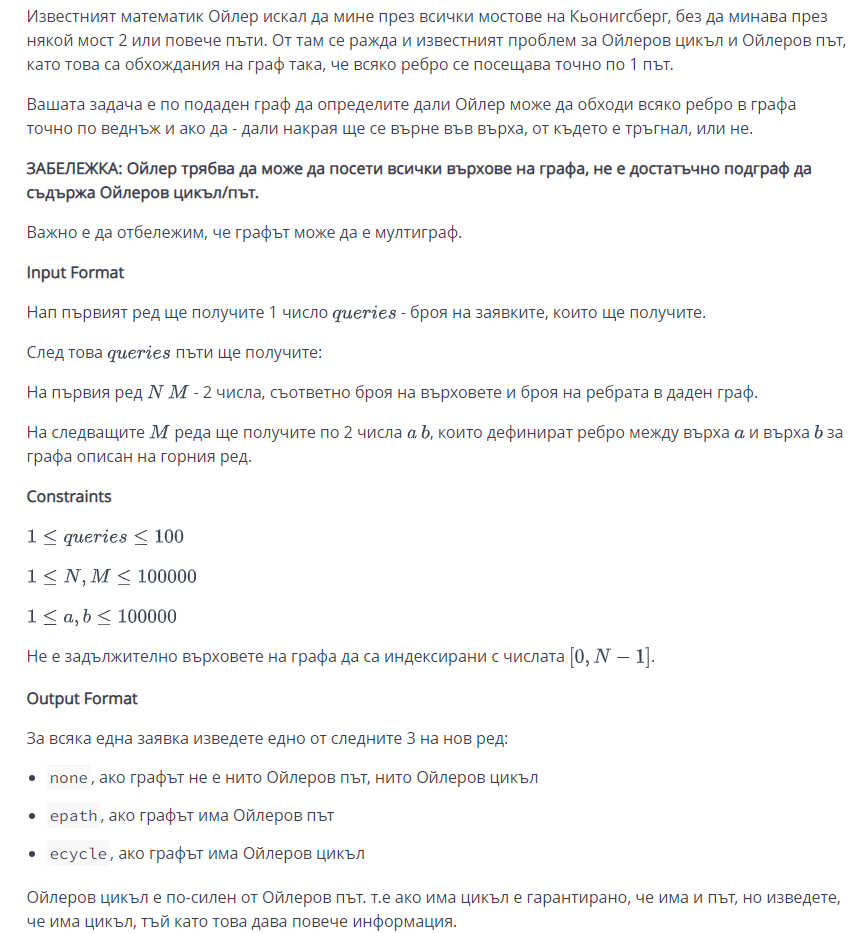 Известният математик Ойлер искал да мине през всички мостове на Кьонигсберг, без да минава през
някой мост 2 или повече пъти. От там се ражда и известният проблем за Ойлеров цикъл и Ойлеров път,
като това са обхождания на граф така, че всяко ребро се посещава точно по 1 път.
Вашата задача е по подаден граф да определите дали Ойлер може да обходи всяко ребро в графа
точно по веднъж и ако да - дали накрая ще се върне във върха, от където е тръгнал, или не.
ЗАБЕЛЕЖКА: Ойлер трябва да може да посети всички върхове на графа, не е достатъчно подграф да
съдържа Ойлеров цикъл/път.
Важно е да отбележим, че графът може да е мултиграф.
Input Format
Нап първият ред ще получите 1 число queries - броя на заявките, които ще получите.
След това queries пъти ще получите:
На първия ред N M - 2 числа, съответно броя на върховете и броя на ребрата в даден граф.
На следващите M реда ще получите по 2 числа a b, които дефинират ребро между върха a и върха b за
графа описан на горния ред.
Constraints
1 ≤ queries ≤ 100
1 ≤ N, M ≤ 100000
1 ≤ a, b ≤ 100000
Не е задължително върховете на графа да са индексирани с числата [0, N − 1].
Output Format
За всяка една заявка изведете едно от следните 3 на нов ред:
• none, ако графът не е нито Ойлеров път, нито Ойлеров цикъл
• epath, ако графът има Ойлеров път
• ecycle, ако графът има Ойлеров цикъл
Ойлеров цикъл е по-силен от Ойлеров път. т.е ако има цикъл е гарантирано, че има и път, но изведете,
че има цикъл, тъй като това дава повече информация.